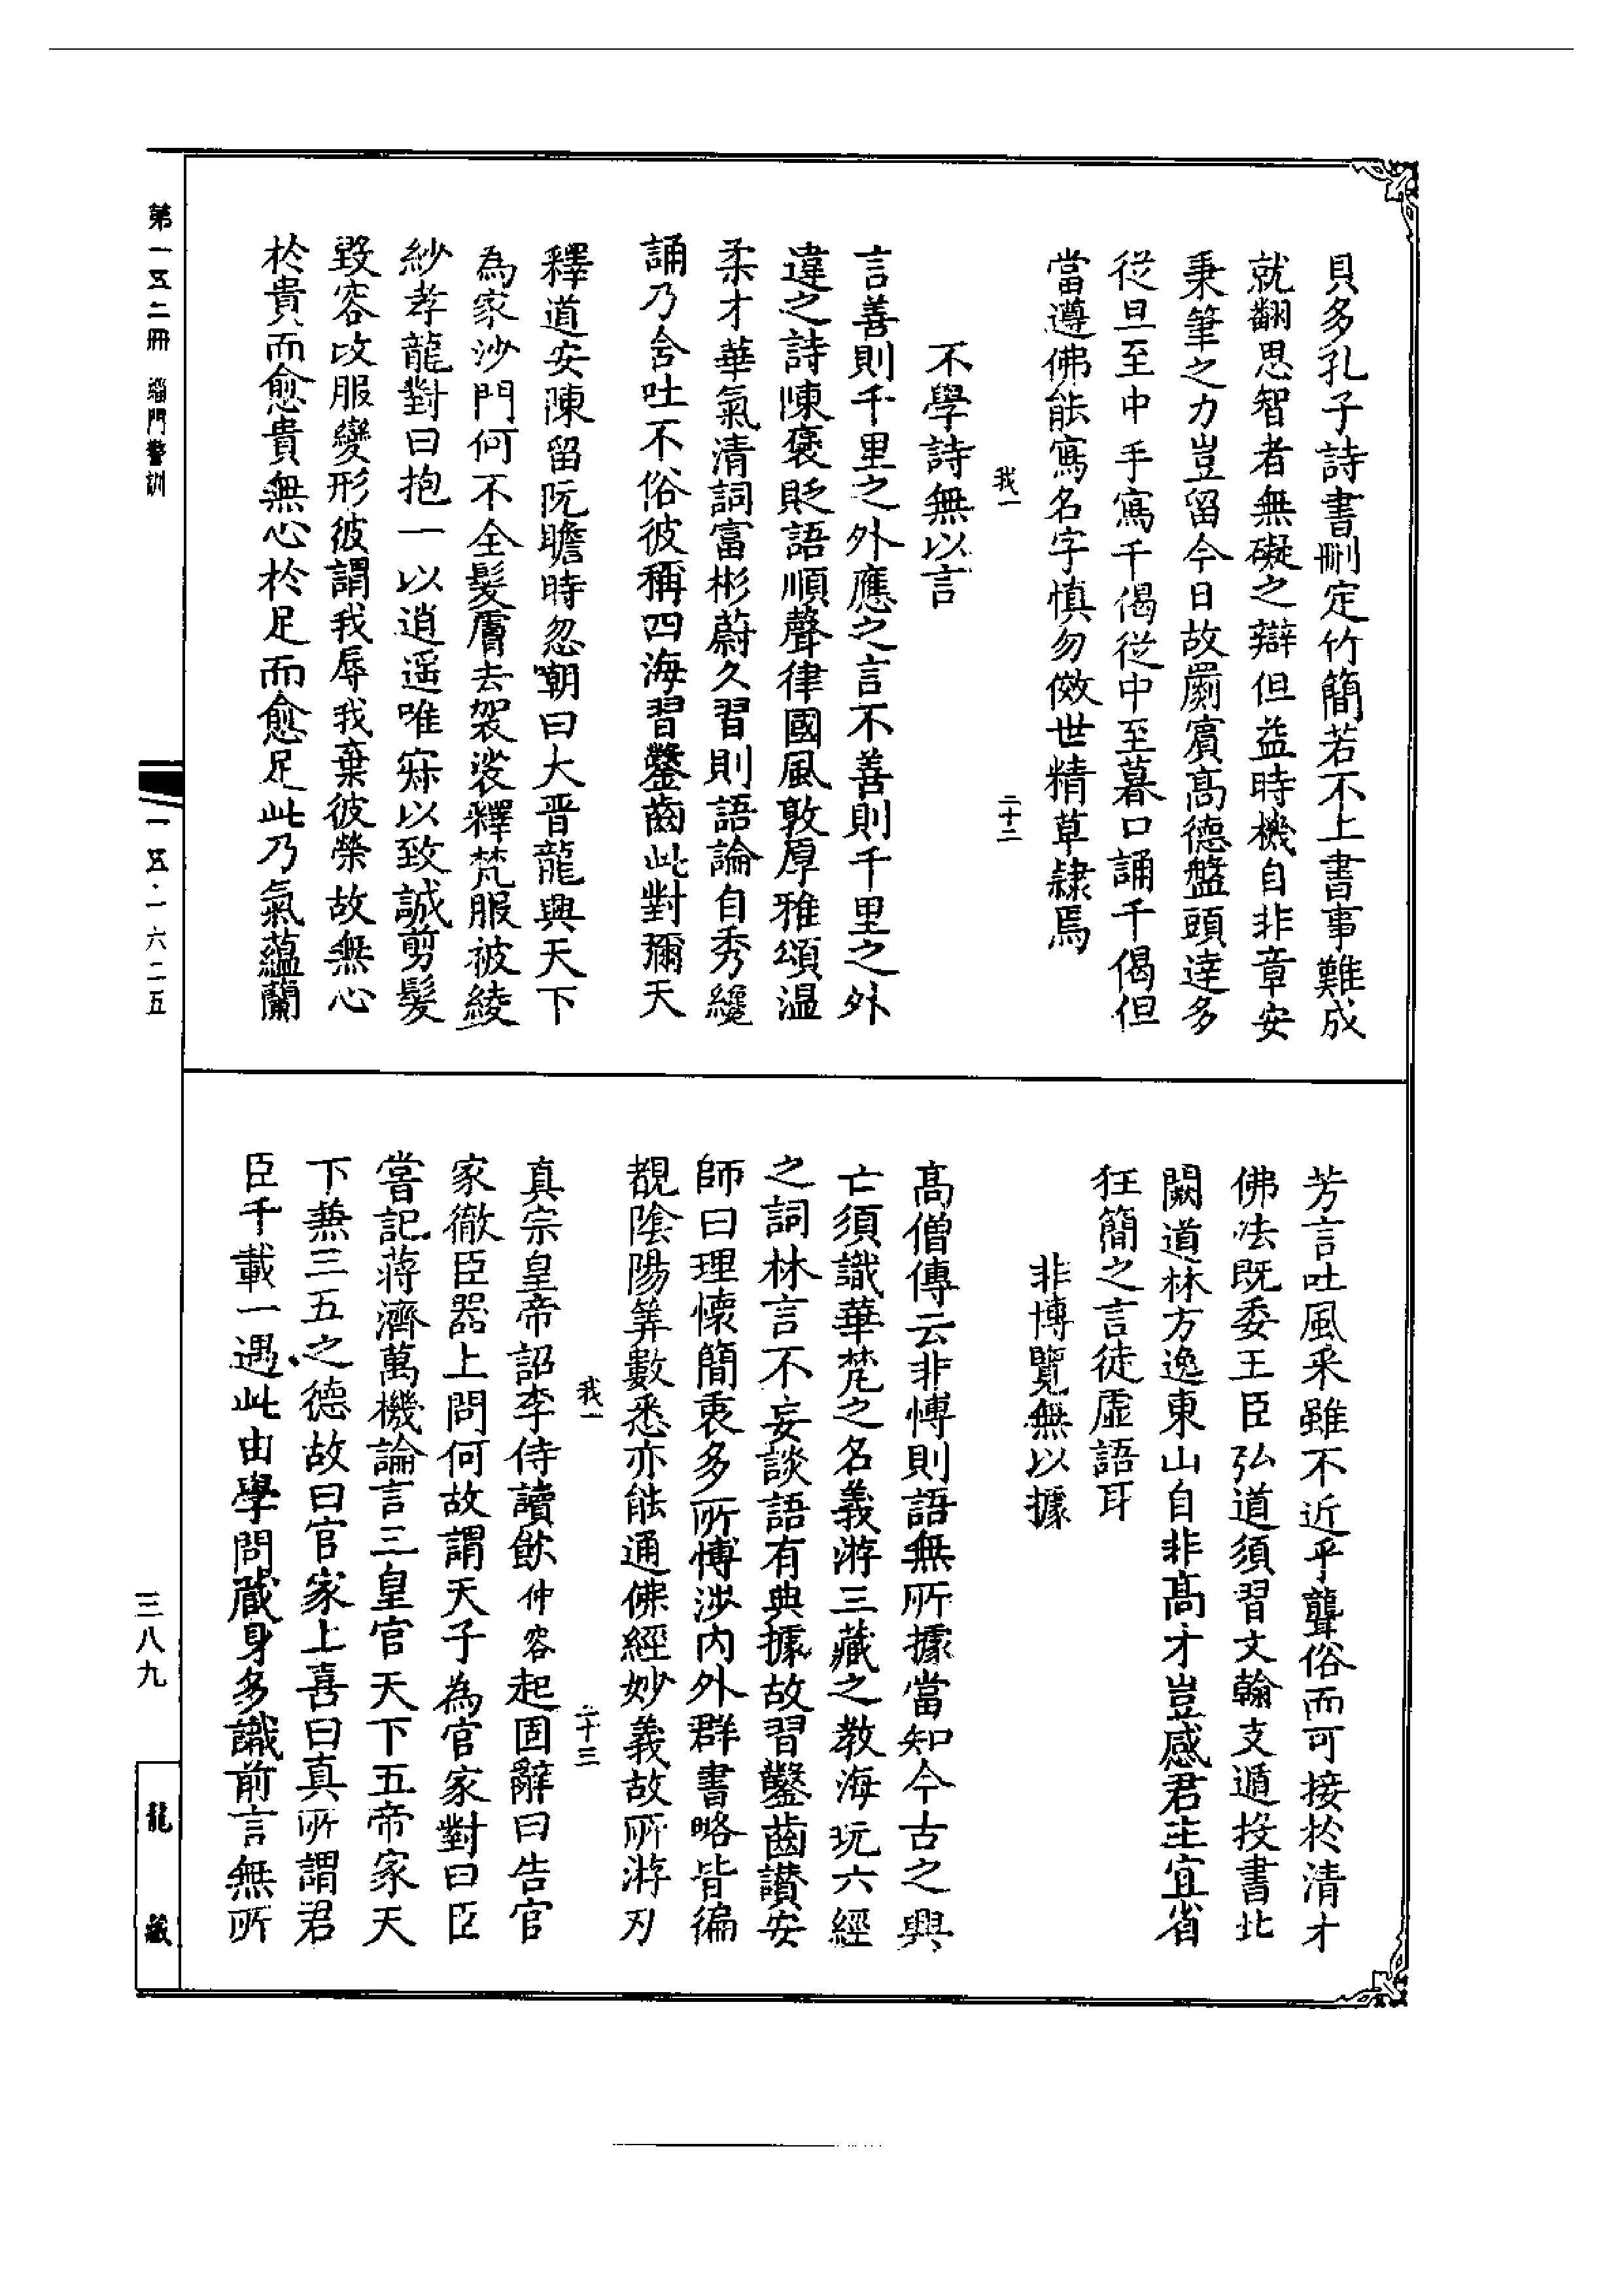 貝多孔子詩書刪定竹簡若不上書事難成
就翻思智者無礙之辯但益時機自非章安
秉筆之力豈留今日故罽賓髙德盤頭達多
從旦至中手寫千偈從中至暮口誦千偈但
當遵佛能寫名字慎勿傚世精草隸焉
我一
二十二
不學詩無以言
言善則千里之外應之言不善則千里之外
違之詩陳褒貶語順聲律國風敦厚雅頌温
柔才華氣清詞富彬蔚久習則語論自秀纔
誦乃舍吐不俗彼稱四海習鑿齒此對彌天
釋道安陳留阮瞻時忽嘲曰大晋龍興天下
為家沙門何不全髮膚去袈裟釋梵服被綾
紗孝龍對曰抱一以逍遥唯寐以致誠剪髮
毀容改服變形彼謂我辱我棄彼榮故無心
於貴而愈貴無心於足而愈足此乃氣蘊蘭
芳言吐風采雖不近乎聾俗而可接於清才
佛法既委王臣弘道須習文翰支遁投書北
闕道林方逸東山自非髙才豈感君主宜省
狂簡之言徒虛語耳
非博覽無以據
髙僧傳云非博則語無所據當知今古之興
亡須識華梵之名義游三藏之教海玩六經
之詞林言不妄談語有典據故習鑿齒讃安
師曰理懷簡衷多所博涉内外群書略皆徧
覩隂陽筭數悉亦能通佛經妙義故所游刃
我一
二十三
真宗皇帝詔李侍讀飲仲容起固辭曰告官
家徹臣器上問何故謂天子為官家對曰臣
嘗記蒋濟萬機論言三皇官天下五帝家天
下兼三五之德故曰官家上喜曰真所謂君
臣千載一遇此由學問藏身多識前言無所
第一五二冊 緇門警訓
一五二 六二五
三八九
龍藏